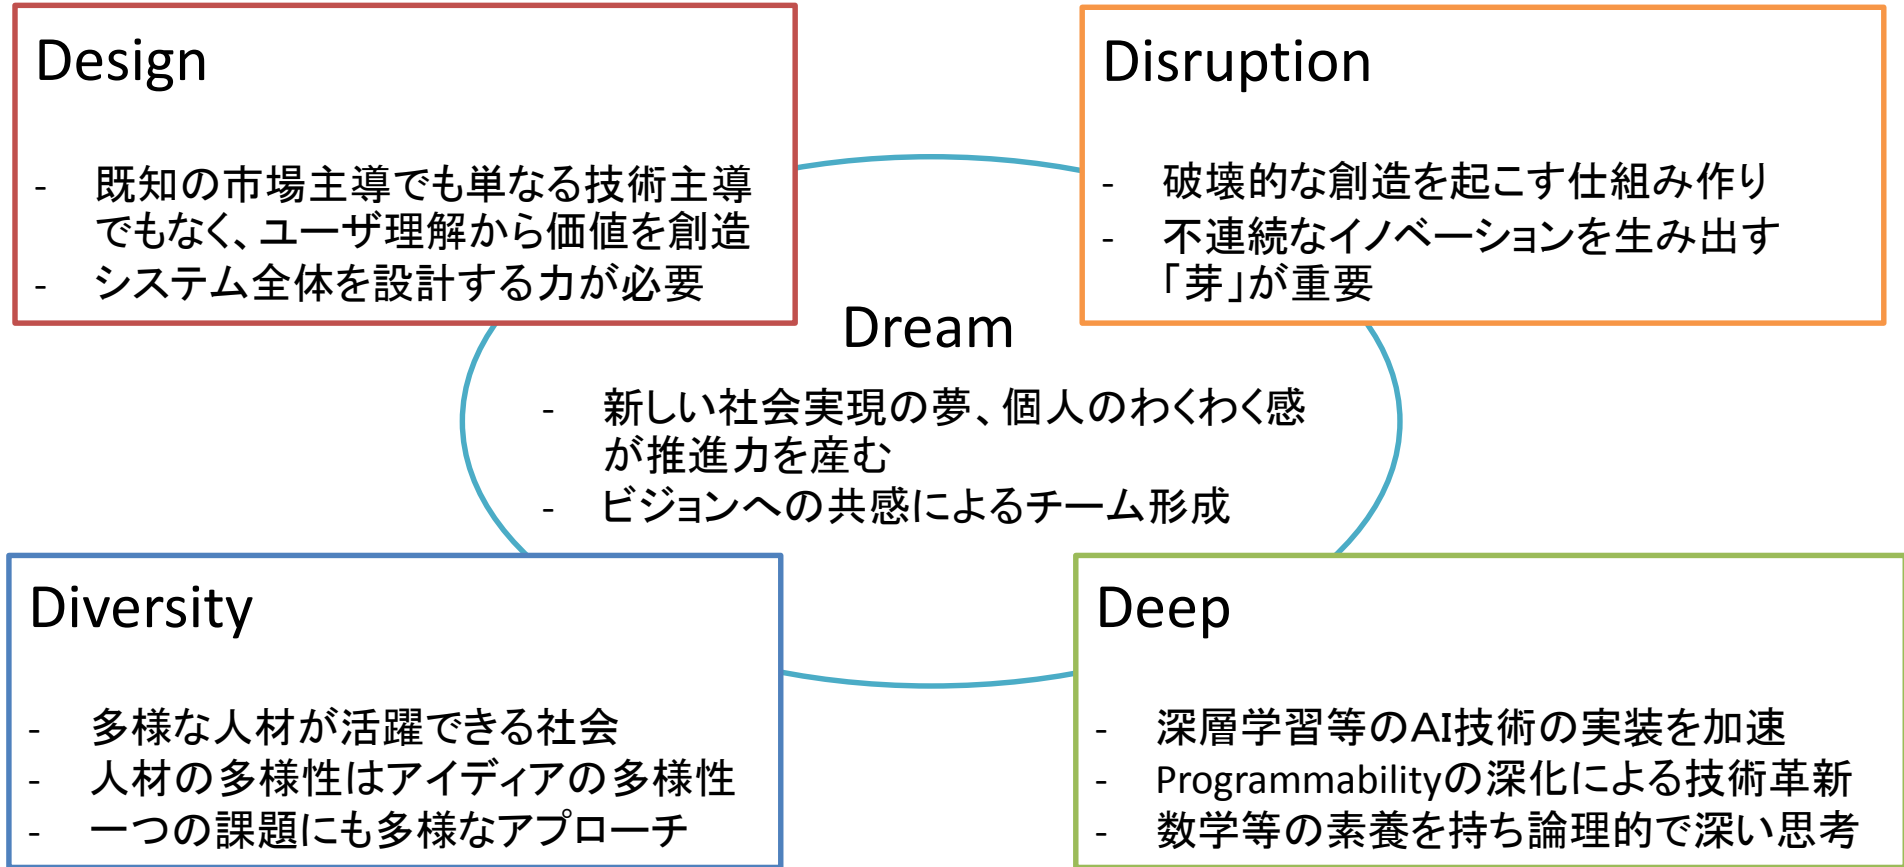 Design
- 既知の市場主導でも単なる技術主導
でもなく、ユーザ理解から価値を創造
- システム全体を設計する力が必要
Disruption
- 破壊的な創造を起こす仕組み作り
- 不連続なイノベーションを生み出す
「芽」が重要
Dream
- 新しい社会実現の夢、個人のわくわく感
が推進力を産む
- ビジョンへの共感によるチーム形成
Diversity
- 多様な人材が活躍できる社会
- 人材の多様性はアイディアの多様性
- 一つの課題にも多様なアプローチ
Deep
- 深層学習等のAI技術の実装を加速
- Programmabilityの深化による技術革新
- 数学等の素養を持ち論理的で深い思考